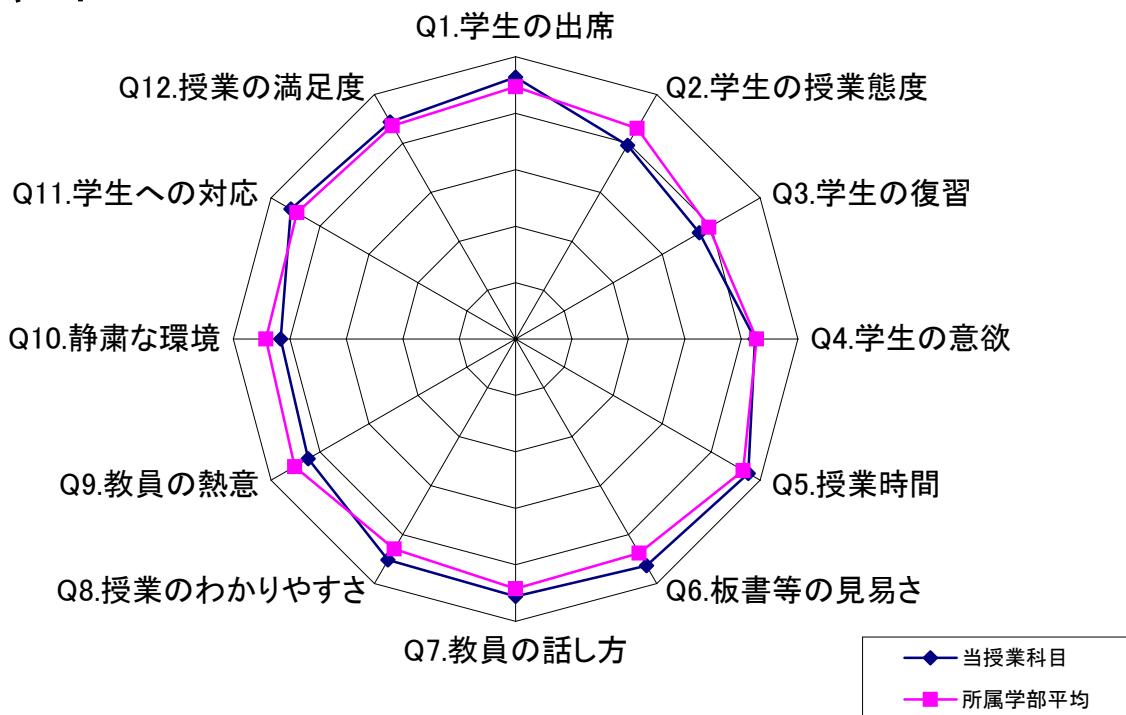 Q1.学生の出席
Q2.学生の授業態度
Q3.学生の復習
Q4.学生の意欲
Q5.授業時間
Q6.板書等の見易さ
Q7.教員の話し方
Q8.授業のわかりやすさ
Q9.教員の熱意
Q10.静粛な環境
Q11.学生への対応
Q12.授業の満足度
当授業科目
所属学部平均